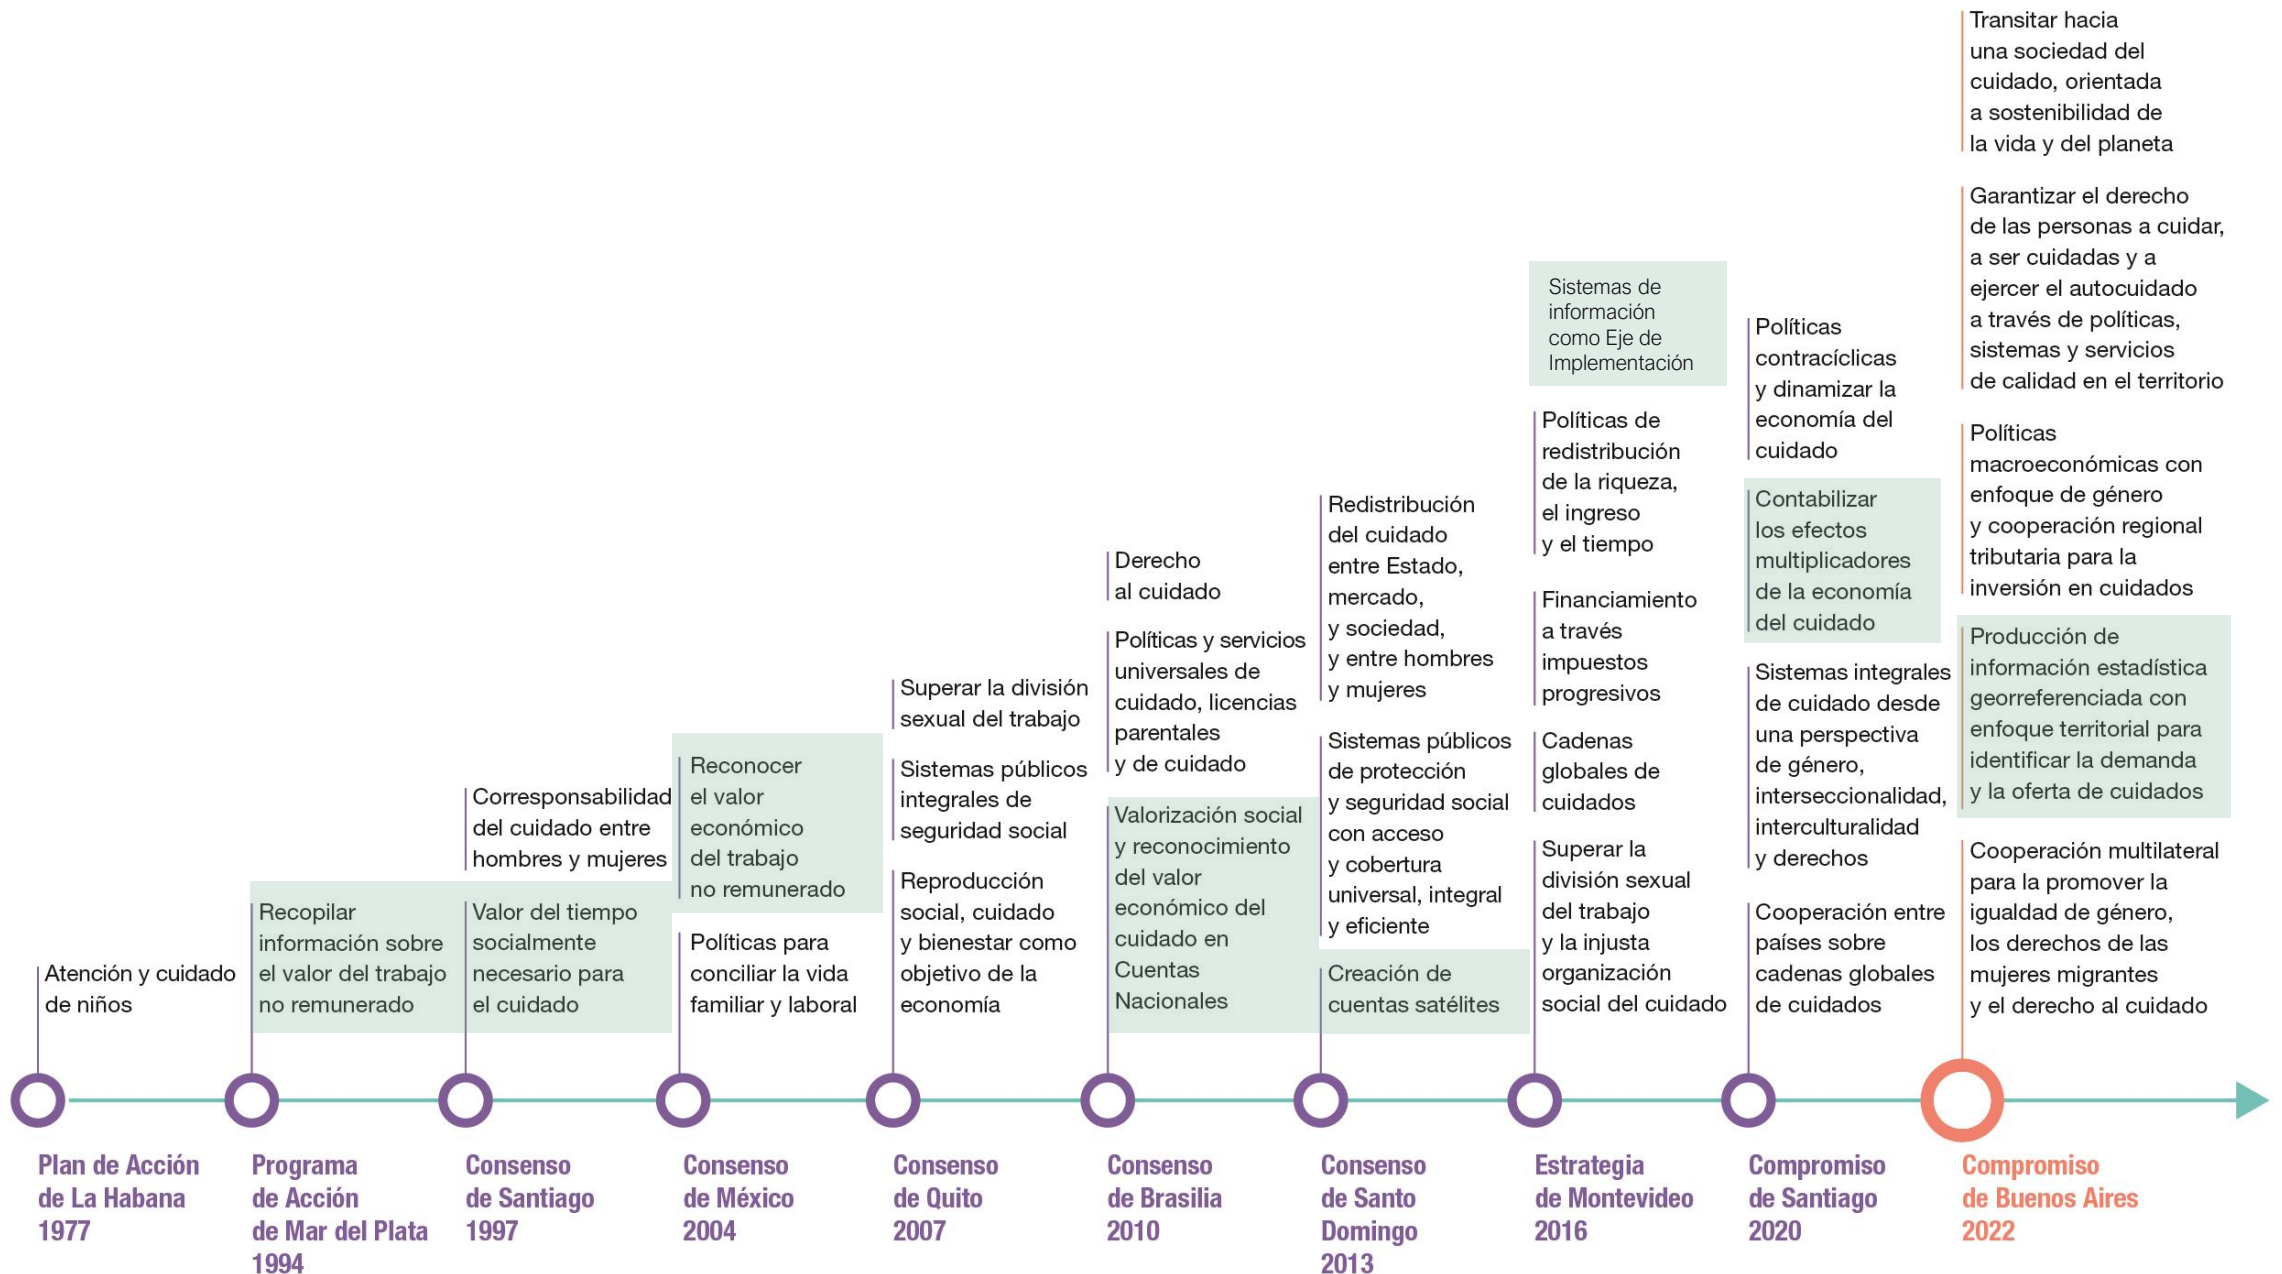 Atención y cuidado
de niños
Plan de Acción
de La Habana
1977
Recopilar
información sobre
el valor del trabajo
no remunerado
Programa
de Acción
de Mar del Plata
1994
Corresponsabilidad
del cuidado entre
hombres y mujeres
Valor del tiempo
socialmente
necesario para
el cuidado
Consenso
de Santiago
1997
Reconocer
el valor
económico
del trabajo
no remunerado
Políticas para
conciliar la vida
familiar y laboral
Consenso
de México
2004
Superar la división
sexual del trabajo
Sistemas públicos
integrales de
seguridad social
Reproducción
social, cuidado
y bienestar como
objetivo de la
economía
Consenso
de Quito
2007
Derecho
al cuidado
Políticas y servicios
universales de
cuidado, licencias
parentales
y de cuidado
Valorización social
y reconocimiento
del valor
económico del
cuidado en
Cuentas
Nacionales
Consenso
de Brasilia
2010
Redistribución
del cuidado
entre Estado,
mercado,
y sociedad,
y entre hombres
y mujeres
Sistemas públicos
de protección
y seguridad social
con acceso
y cobertura
universal, integral
y eficiente
Creación de
cuentas satélites
Consenso
de Santo
Domingo
2013
Sistemas de
información
como Eje de
Implementación
Políticas de
redistribución
de la riqueza,
el ingreso
y el tiempo
Financiamiento
a través
impuestos
progresivos
Cadenas
globales de
cuidados
Superar la
división sexual
del trabajo
y la injusta
organización
social del cuidado
Estrategia
de Montevideo
2016
Políticas
contracíclicas
y dinamizar la
economía del
cuidado
Contabilizar
los efectos
multiplicadores
de la economía
del cuidado
Sistemas integrales
de cuidado desde
una perspectiva
de género,
interseccionalidad,
interculturalidad
y derechos
Cooperación entre
países sobre
cadenas globales
de cuidados
Compromiso
de Santiago
2020
Transitar hacia
una sociedad del
cuidado, orientada
a sostenibilidad de
la vida y del planeta
Garantizar el derecho
de las personas a cuidar,
a ser cuidadas y a
ejercer el autocuidado
a través de políticas,
sistemas y servicios
de calidad en el territorio
Políticas
macroeconómicas con
enfoque de género
y cooperación regional
tributaria para la
inversión en cuidados
Producción de
información estadística
georreferenciada con
enfoque territorial para
identificar la demanda
y la oferta de cuidados
Cooperación multilateral
para la promover la
igualdad de género,
los derechos de las
mujeres migrantes
y el derecho al cuidado
Compromiso
de Buenos Aires
2022